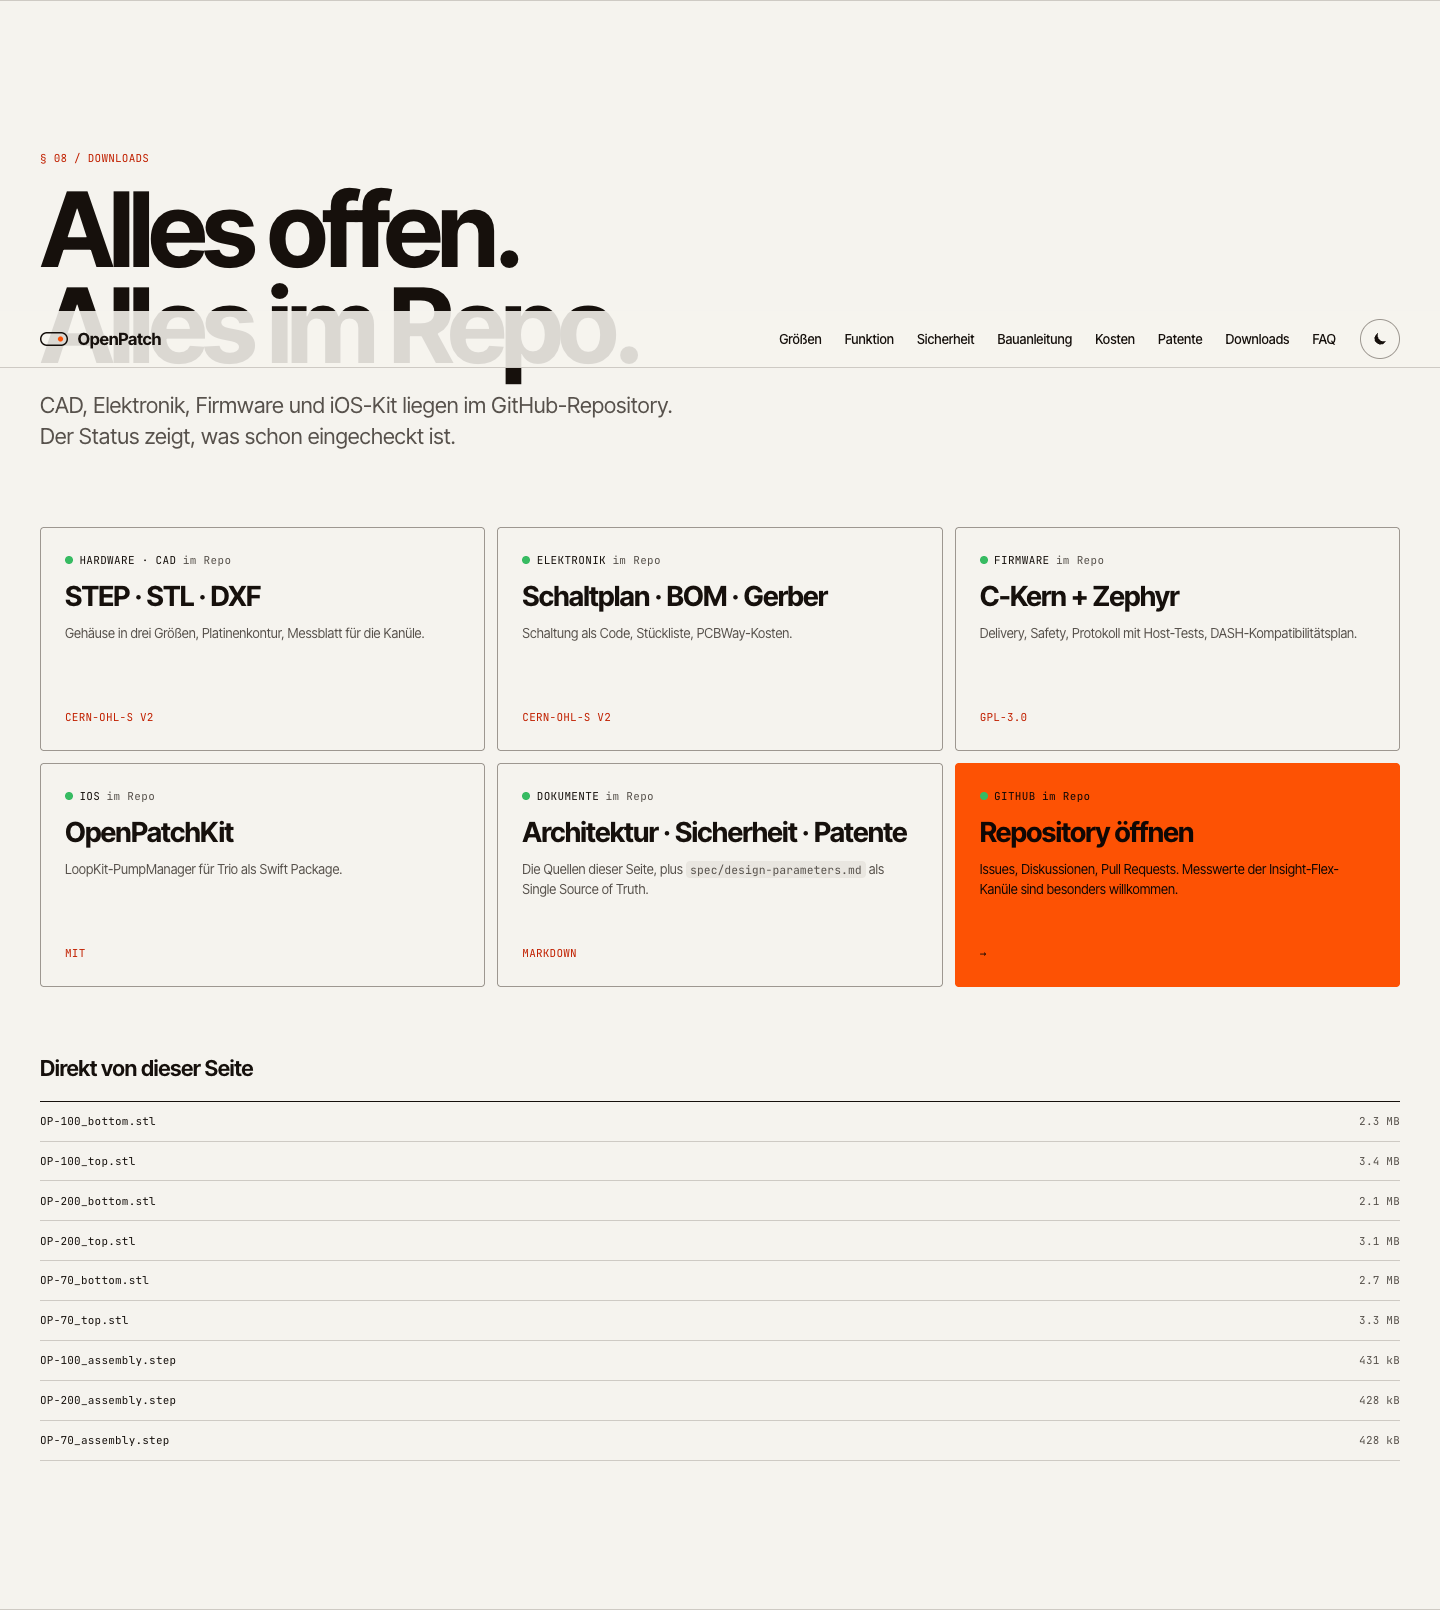 § 08 / DOWNLOADS
Alles offen.
Alles im Repo.
OpenPatch
Größen Funktion Sicherheit Bauanleitung Kosten Patente Downloads FAQ
CAD, Elektronik, Firmware und iOS-Kit liegen im GitHub-Repository.
Der Status zeigt, was schon eingecheckt ist.
HARDWARE · CAD im Repo
STEP · STL · DXF
Gehäuse in drei Größen, Platinenkontur, Messblatt für die Kanüle.
CERN-OHL-S V2
ELEKTRONIK im Repo
Schaltplan · BOM · Gerber
Schaltung als Code, Stückliste, PCBWay-Kosten.
CERN-OHL-S V2
FIRMWARE im Repo
C-Kern + Zephyr
Delivery, Safety, Protokoll mit Host-Tests, DASH-Kompatibilitätsplan.
GPL-3.0
IOS im Repo
OpenPatchKit
LoopKit-PumpManager für Trio als Swift Package.
MIT
DOKUMENTE im Repo
Architektur · Sicherheit · Patente
Die Quellen dieser Seite, plus spec/design-parameters.md als
Single Source of Truth.
MARKDOWN
GITHUB im Repo
Repository öffnen
Issues, Diskussionen, Pull Requests. Messwerte der Insight-Flex-
Kanüle sind besonders willkommen.
→
Direkt von dieser Seite
OP-100_bottom.stl 2.3 MB
OP-100_top.stl 3.4 MB
OP-200_bottom.stl 2.1 MB
OP-200_top.stl 3.1 MB
OP-70_bottom.stl 2.7 MB
OP-70_top.stl 3.3 MB
OP-100_assembly.step 431 kB
OP-200_assembly.step 428 kB
OP-70_assembly.step 428 kB